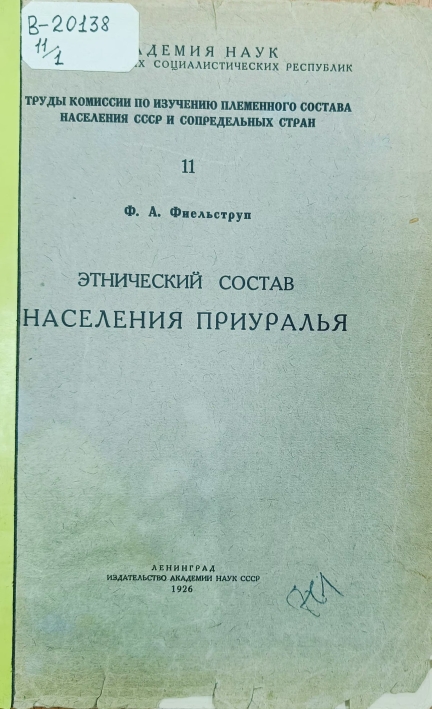 В-20138
11/1
АДЕМИЯ НАУК
ИХ СОЦИАЛИСТИЧЕСКИХ РЕСПУБЛИК
ТРУДЫ КОМИССИИ ПО ИЗУЧЕНИЮ ПЛЕМЕННОГО СОСТАВА
НАСЕЛЕНИЯ СССР И СОПРЕДЕЛЬНЫХ СТРАН
11
Ф. А. Фиельструп
ЭТНИЧЕСКИЙ СОСТАВ
НАСЕЛЕНИЯ ПРИУРАЛЬЯ
ЛЕНИНГРАД
ИЗДАТЕЛЬСТВО АКАДЕМИИ НАУК СССР
1926